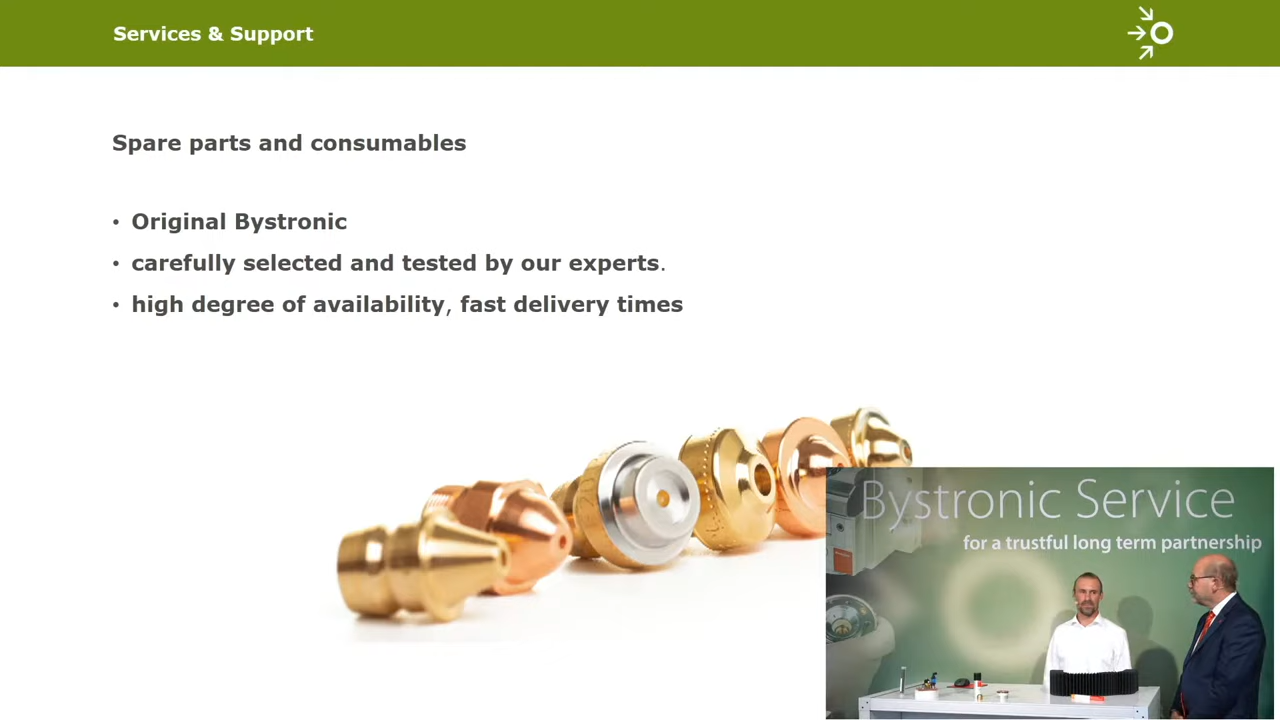 Services & Support
Spare parts and consumables
• Original Bystronic
• carefully selected and tested by our experts.
• high degree of availability, fast delivery times
Bystronic Service
for a trustful long term partnership